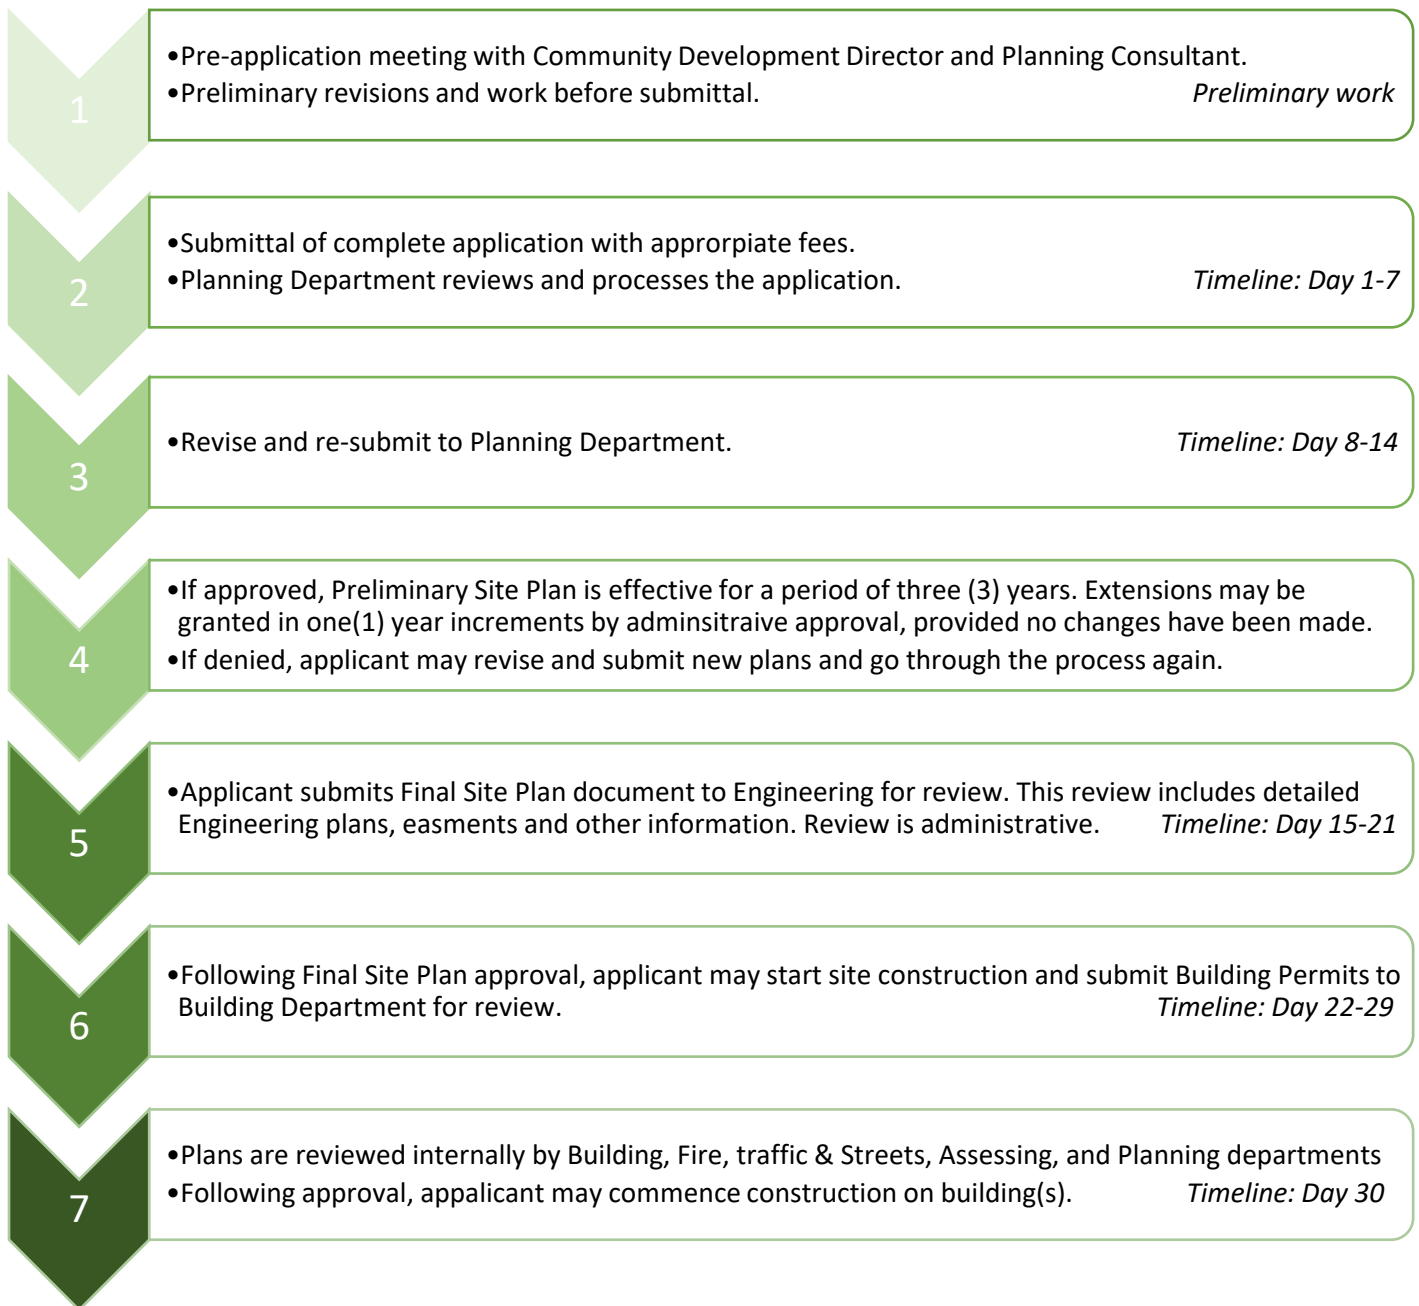 1
•Pre-application meeting with Community Development Director and Planning Consultant.
•Preliminary revisions and work before submittal. Preliminary work
2
•Submittal of complete application with approrpiate fees.
•Planning Department reviews and processes the application. Timeline: Day 1-7
3
•Revise and re-submit to Planning Department. Timeline: Day 8-14
4
•If approved, Preliminary Site Plan is effective for a period of three (3) years. Extensions may be
granted in one(1) year increments by adminsitraive approval, provided no changes have been made.
•If denied, applicant may revise and submit new plans and go through the process again.
5
•Applicant submits Final Site Plan document to Engineering for review. This review includes detailed
Engineering plans, easments and other information. Review is administrative. Timeline: Day 15-21
6
•Following Final Site Plan approval, applicant may start site construction and submit Building Permits to
Building Department for review. Timeline: Day 22-29
7
•Plans are reviewed internally by Building, Fire, traffic & Streets, Assessing, and Planning departments
•Following approval, appalicant may commence construction on building(s). Timeline: Day 30